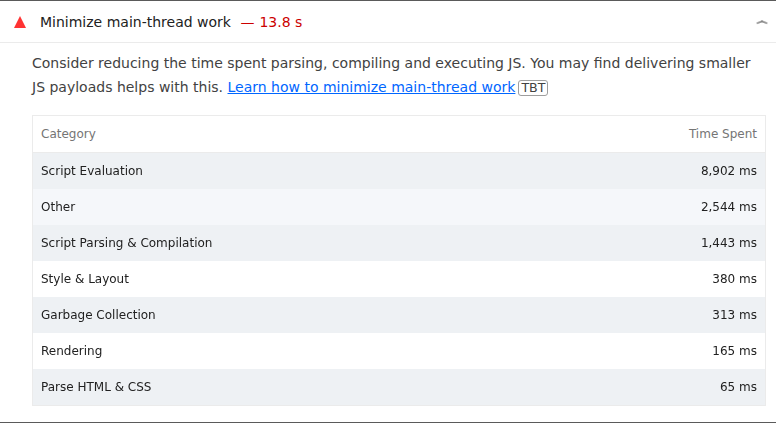 Minimize main-thread work — 13.8 s
Consider reducing the time spent parsing, compiling and executing JS. You may find delivering smaller
JS payloads helps with this. Learn how to minimize main-thread work TBT
Category Time Spent
Script Evaluation 8,902 ms
Other 2,544 ms
Script Parsing & Compilation 1,443 ms
Style & Layout 380 ms
Garbage Collection 313 ms
Rendering 165 ms
Parse HTML & CSS 65 ms